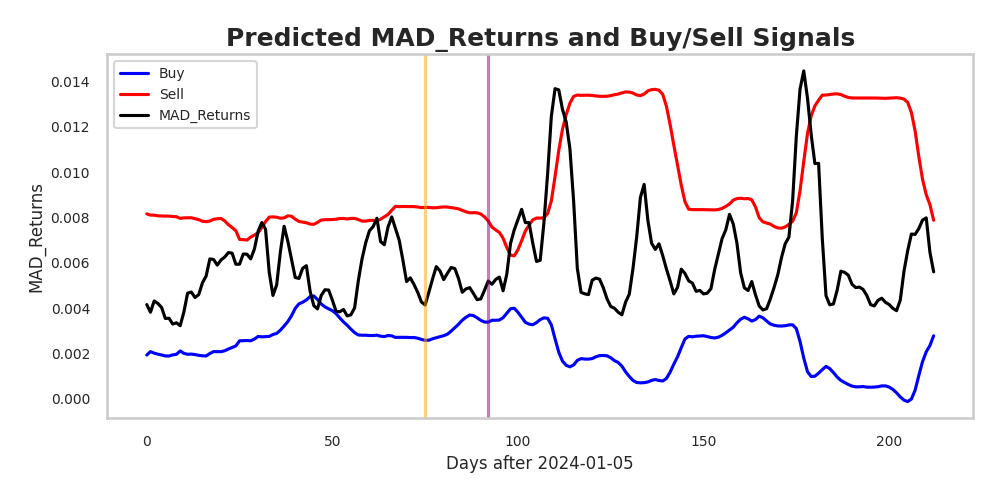 Predicted MAD_Returns and Buy/Sell Signals
Buy
Sell
MAD_Returns
MAD_Returns
0.014
0.012
0.010
0.008
0.006
0.004
0.002
0.000
0
50
100
150
200
Days after 2024-01-05